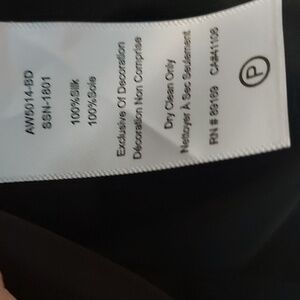 AW5014-BD
SSN-1801
100%Silk
100%Soie
Exclusive Of Decoration
Décoration Non Comprise
Dry Clean Only
Nettoyer À Sec Seulement
RN # 89169 CA#41106
P